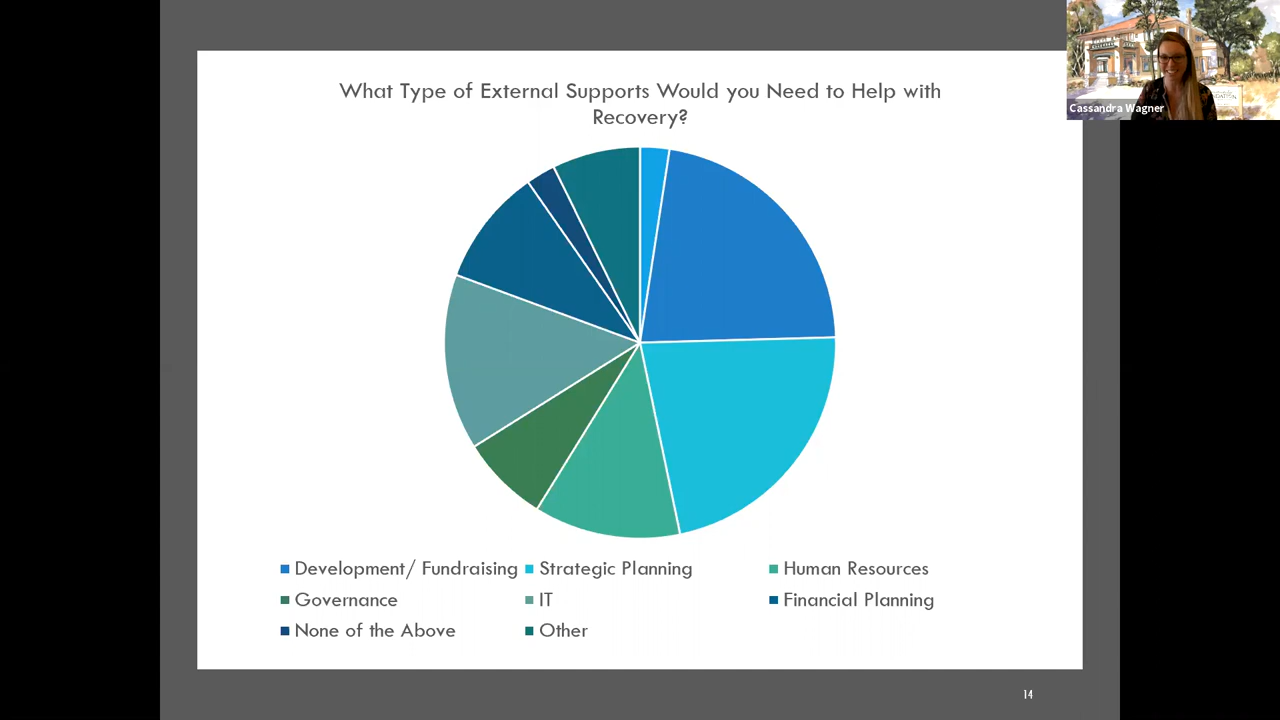 What Type of External Supports Would you Need to Help with
Recovery?
Development/ Fundraising
Strategic Planning
Human Resources
Governance
IT
Financial Planning
None of the Above
Other
14
Cassandra Wagner